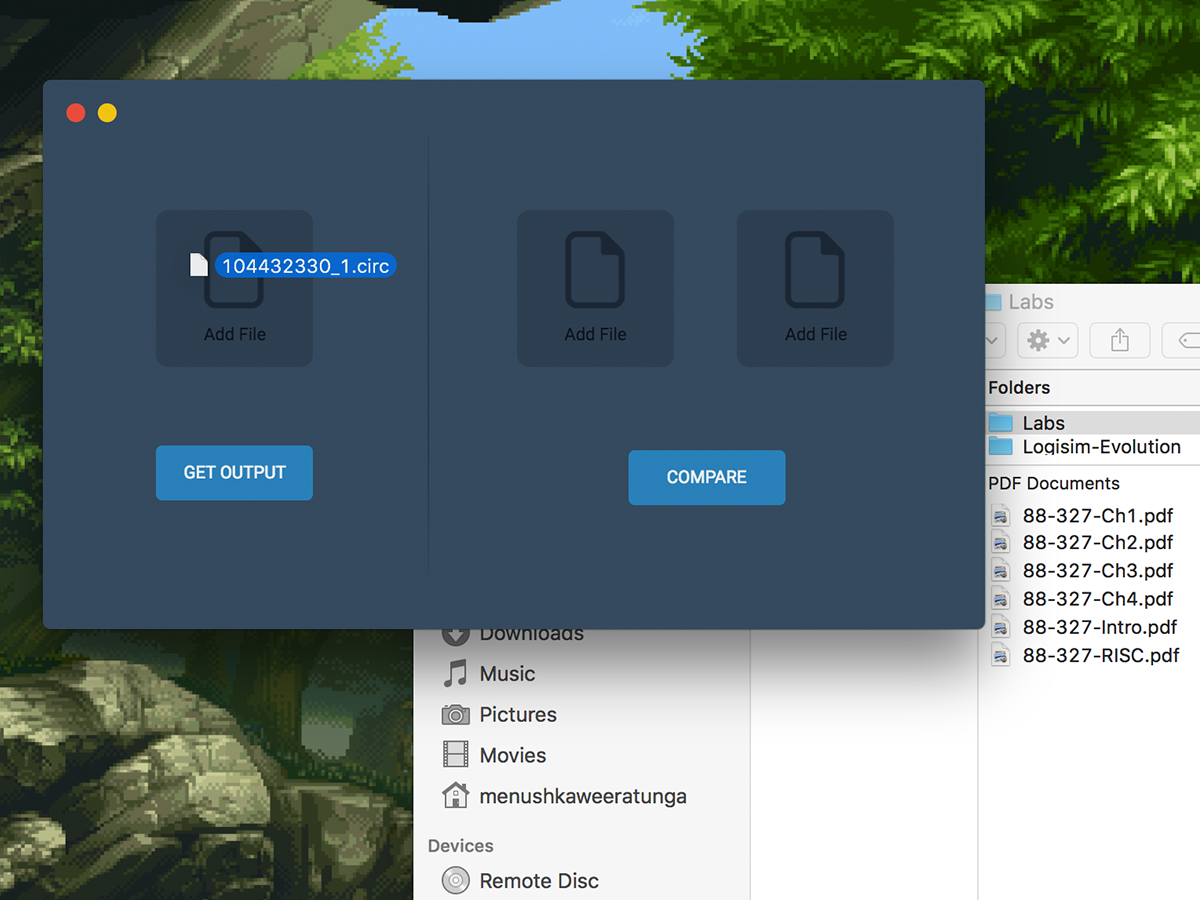 104432330_1.circ
Add File
Add File
Add File
GET OUTPUT
COMPARE
Labs
Folders
Labs
Logisim-Evolution
PDF Documents
88-327-Ch1.pdf
88-327-Ch2.pdf
88-327-Ch3.pdf
88-327-Ch4.pdf
88-327-Intro.pdf
88-327-RISC.pdf
Downloads
Music
Pictures
Movies
menushkaweeratunga
Devices
Remote Disc